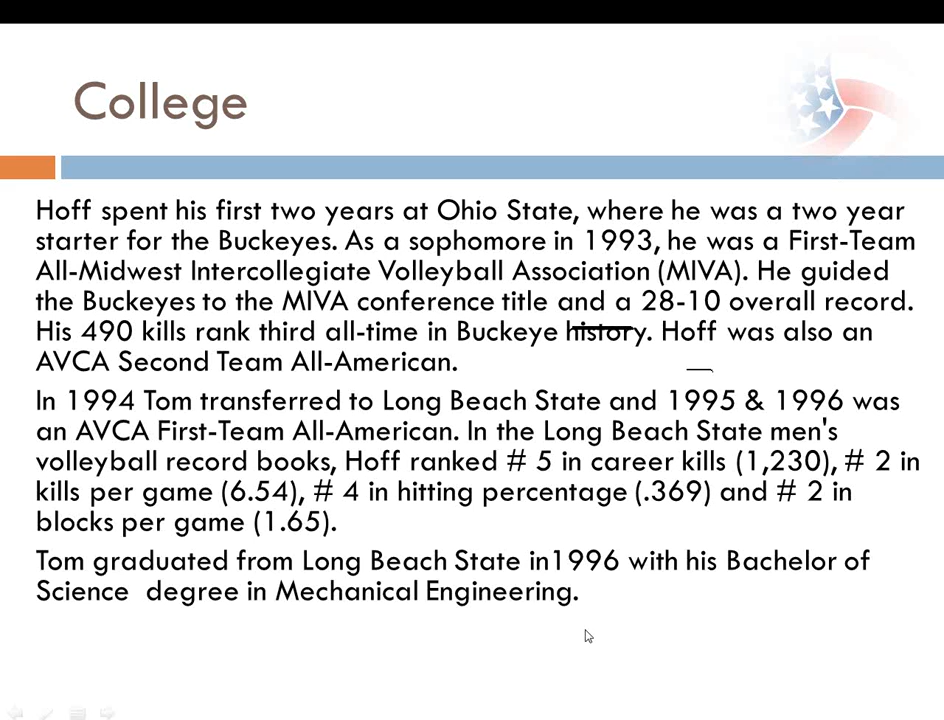 College
Hoff spent his first two years at Ohio State, where he was a two year
starter for the Buckeyes. As a sophomore in 1993, he was a First-Team
All-Midwest Intercollegiate Volleyball Association (MIVA). He guided
the Buckeyes to the MIVA conference title and a 28-10 overall record.
His 490 kills rank third all-time in Buckeye history. Hoff was also an
AVCA Second Team All-American.
In 1994 Tom transferred to Long Beach State and 1995 & 1996 was
an AVCA First-Team All-American. In the Long Beach State men's
volleyball record books, Hoff ranked # 5 in career kills (1,230), # 2 in
kills per game (6.54), # 4 in hitting percentage (.369) and # 2 in
blocks per game (1.65).
Tom graduated from Long Beach State in1996 with his Bachelor of
Science  degree in Mechanical Engineering.